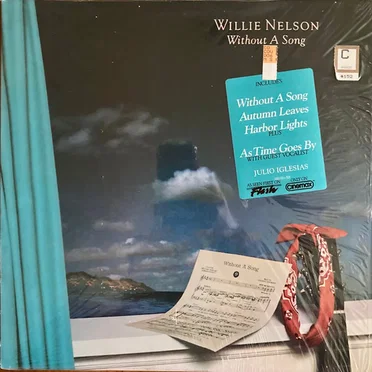 WILLIE NELSON
Without A Song
C
INCLUDES
Without A Song
Autumn Leaves
Harbor Lights
PLUS
As Time Goes By
WITH GUEST VOCALIST
JULIO IGLESIAS
Cinemax
Without a Song